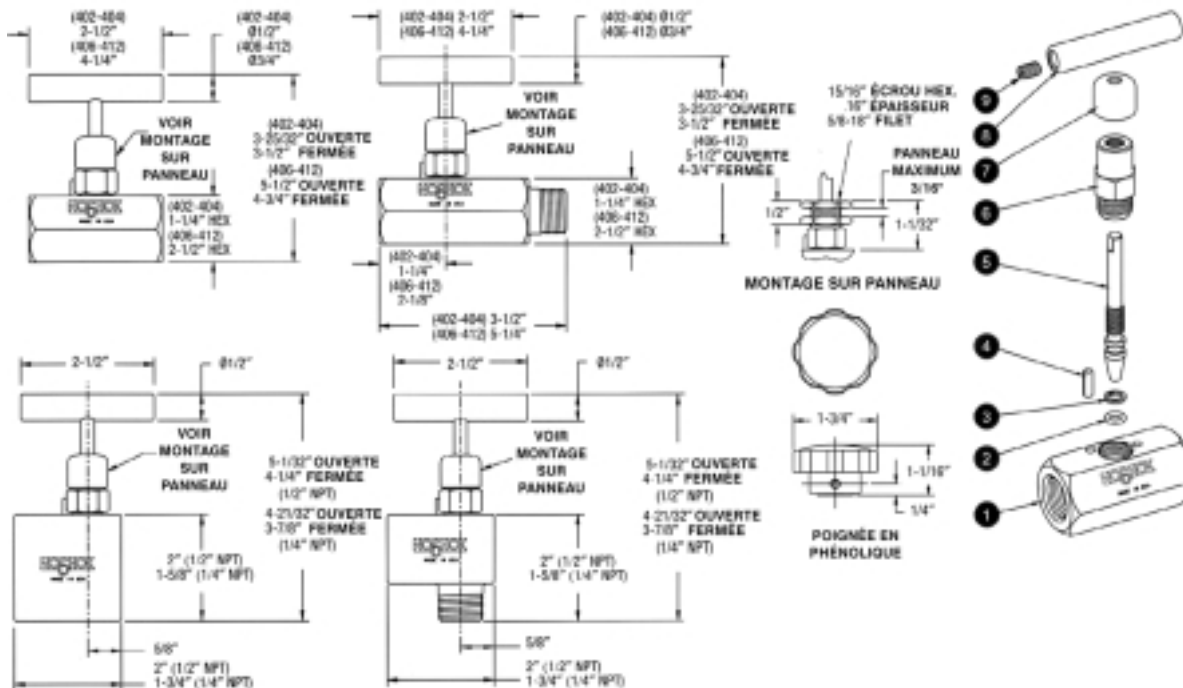 (402-404)
2-1/2"
(406-412)
4-1/4"
(402-404)
Ø1/2"
(406-412)
Ø3/4"
VOIR
MONTAGE
SUR
PANNEAU
(402-404)
3-25/32" OUVERTE
3-1/2" FERMÉE
(406-412)
5-1/2" OUVERTE
4-3/4" FERMÉE
(402-404)
1-1/4" HEX
(406-412)
2-1/2" HEX
(402-404) 2-1/2"
(406-412) 4-1/4"
(402-404) Ø1/2"
(406-412) Ø3/4"
VOIR
MONTAGE
SUR
PANNEAU
(402-404)
3-25/32" OUVERTE
3-1/2" FERMÉE
(406-412)
5-1/2" OUVERTE
4-3/4" FERMÉE
(402-404)
1-1/4" HEX
(406-412)
2-1/2" HEX
(402-404)
1-1/4"
(406-412)
2-1/8"
(402-404) 3-1/2"
(406-412) 5-1/4"
15/16" ÉCROU HEX.
.16" ÉPAISSEUR
5/8-18" FILET
PANNEAU
MAXIMUM
3/16"
1/2"
1-1/32"
MONTAGE SUR PANNEAU
1-3/4"
1-1/16"
1/4"
POIGNÉE EN
PHÉNOLIQUE
9
8
7
6
5
4
3
2
1
2-1/2"
Ø1/2"
VOIR
MONTAGE
SUR
PANNEAU
5-1/32" OUVERTE
4-1/4" FERMÉE
(1/2" NPT)
4-21/32" OUVERTE
3-7/8" FERMÉE
(1/4" NPT)
2" (1/2" NPT)
1-5/8" (1/4" NPT)
5/8"
2" (1/2" NPT)
1-3/4" (1/4" NPT)
2-1/2"
Ø1/2"
VOIR
MONTAGE
SUR
PANNEAU
5-1/32" OUVERTE
4-1/4" FERMÉE
(1/2" NPT)
4-21/32" OUVERTE
3-7/8" FERMÉE
(1/4" NPT)
2" (1/2" NPT)
1-5/8" (1/4" NPT)
5/8"
2" (1/2" NPT)
1-3/4" (1/4" NPT)